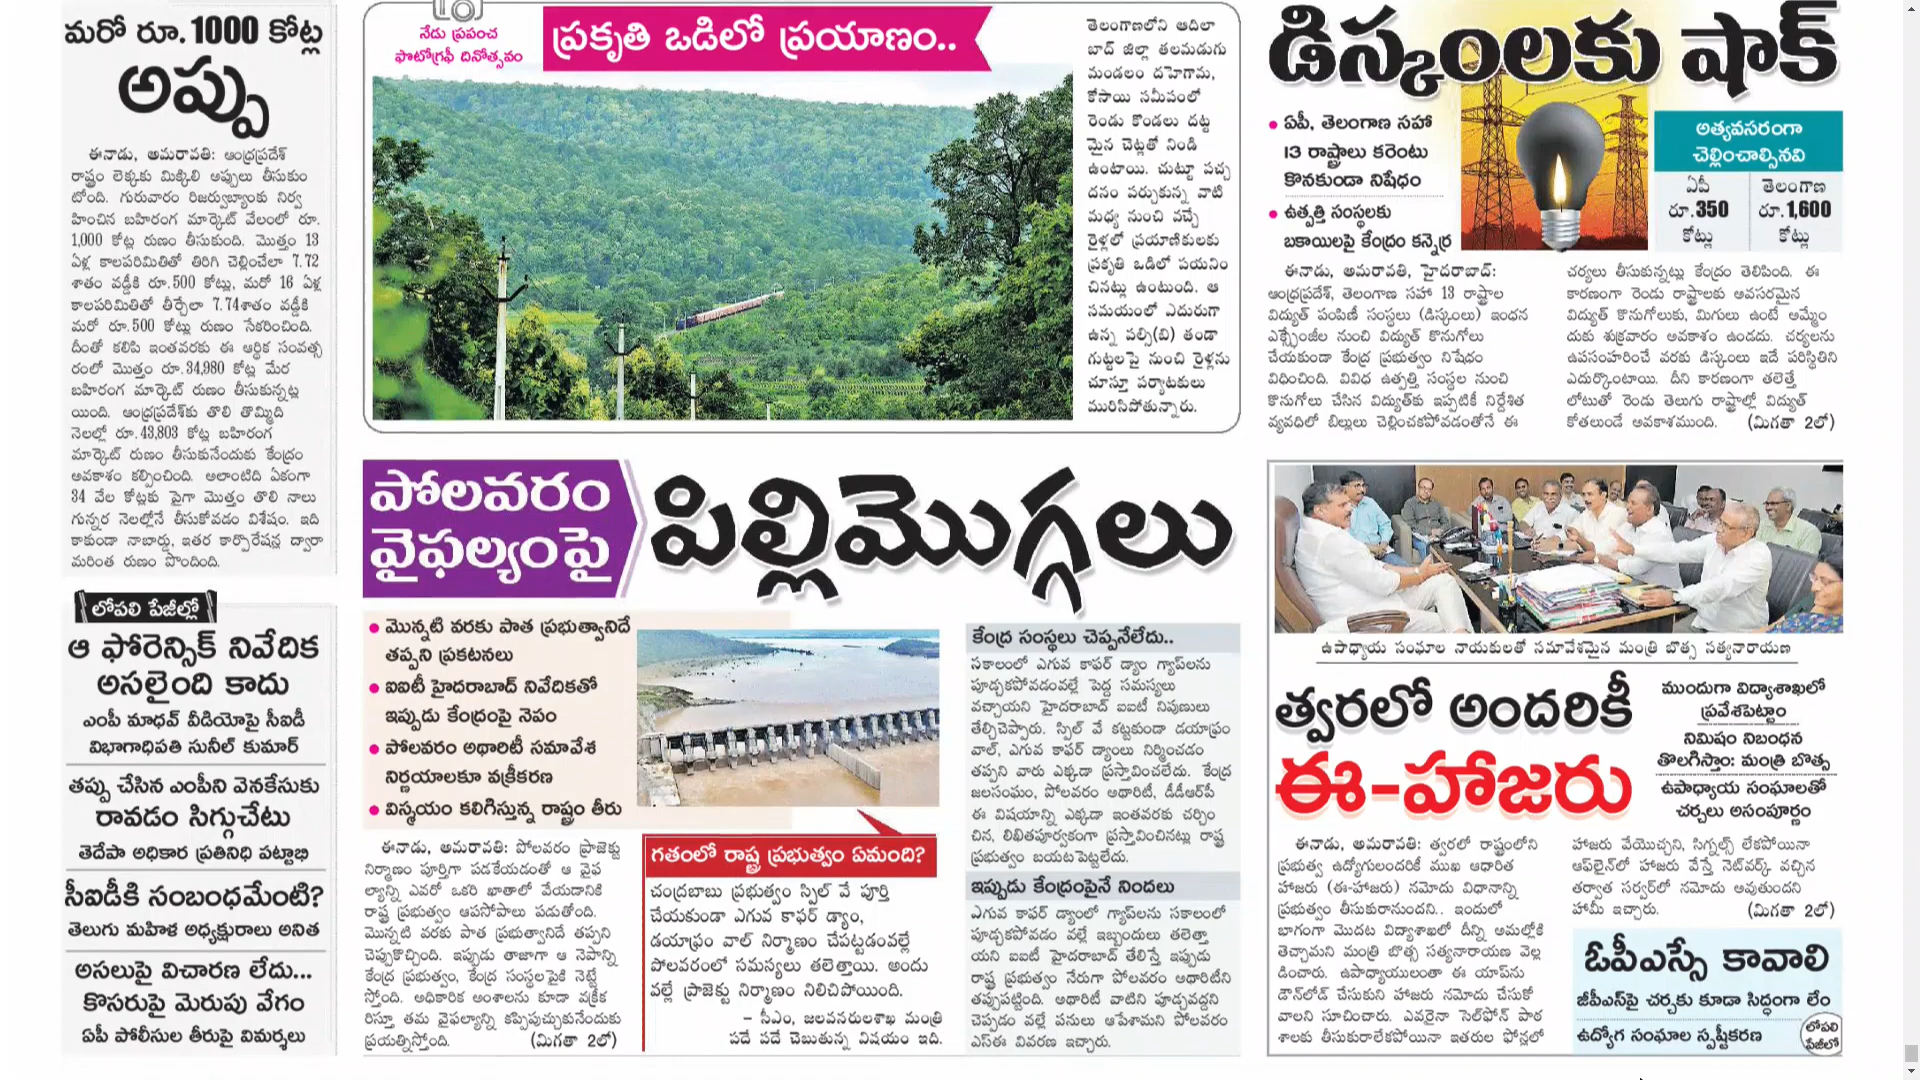 మరో రూ.1000 కోట్ల
అప్పు
ఈనాడు, అమరావతి: ఆంధ్రప్రదేశ్
రాష్ట్రం లెక్కకు మిక్కిలి అప్పులు తీసుకుం
టోంది. గురువారం రిజర్వుబ్యాంకు నిర్వ
హించిన బహిరంగ మార్కెట్ వేలంలో రూ.
1,000 కోట్ల రుణం తీసుకుంది. మొత్తం 13
ఏళ్ల కాలపరిమితితో తిరిగి చెల్లించేలా 7.72
శాతం వడ్డీకి రూ.500 కోట్లు, మరో 16 ఏళ్ల
కాలపరిమితితో తీర్చేలా 7.74శాతం వడ్డీకి
మరో రూ.500 కోట్లు రుణం సేకరించింది.
దీంతో కలిపి ఇంతవరకు ఈ ఆర్థిక సంవత్స
రంలో మొత్తం రూ.34,980 కోట్ల మేర
బహిరంగ మార్కెట్ రుణం తీసుకున్నట్ల
యింది. ఆంధ్రప్రదేశ్‌కు తొలి తొమ్మిది
నెలల్లో రూ.43,803 కోట్ల బహిరంగ
మార్కెట్ రుణం తీసుకునేందుకు కేంద్రం
అవకాశం కల్పించింది. అలాంటిది ఏకంగా
34 వేల కోట్లకు పైగా మొత్తం తొలి నాలు
గున్నర నెలల్లోనే తీసుకోవడం విశేషం. ఇది
కాకుండా నాబార్డు, ఇతర కార్పొరేషన్ల ద్వారా
మరింత రుణం పొందింది.
లోపలి పేజీల్లో
ఆ ఫోరెన్సిక్ నివేదిక
అసలైంది కాదు
ఎంపీ మాధవ్ వీడియోపై సీఐడీ
విభాగాధిపతి సునీల్ కుమార్
తప్పు చేసిన ఎంపీని వెనకేసుకు
రావడం సిగ్గుచేటు
తెదేపా అధికార ప్రతినిధి పట్టాభి
సీఐడీకి సంబంధమేంటి?
తెలుగు మహిళ అధ్యక్షురాలు అనిత
అసలుపై విచారణ లేదు...
కొసరుపై మెరుపు వేగం
ఏపీ పోలీసుల తీరుపై విమర్శలు
నేడు ప్రపంచ
ఫొటోగ్రఫీ దినోత్సవం
ప్రకృతి ఒడిలో ప్రయాణం..
తెలంగాణలోని ఆదిలా
బాద్ జిల్లా తలమడుగు
మండలం దహెగామ,
కోసాయి సమీపంలో
రెండు కొండలు దట్ట
మైన చెట్లతో నిండి
ఉంటాయి. చుట్టూ పచ్చ
దనం పర్చుకున్న వాటి
మధ్య నుంచి వచ్చే
రైళ్లలో ప్రయాణికులకు
ప్రకృతి ఒడిలో పయనిం
చినట్లు ఉంటుంది. ఆ
సమయంలో ఎదురుగా
ఉన్న పల్సి(బి) తండా
గుట్టలపై నుంచి రైళ్లను
చూస్తూ పర్యాటకులు
మురిసిపోతున్నారు.
పోలవరం
వైఫల్యంపై
పిల్లిమొగ్గలు
• మొన్నటి వరకు పాత ప్రభుత్వానిదే
తప్పని ప్రకటనలు
• ఐఐటీ హైదరాబాద్ నివేదికతో
ఇప్పుడు కేంద్రంపై నెపం
• పోలవరం అథారిటీ సమావేశ
నిర్ణయాలకూ వక్రీకరణ
• విస్మయం కలిగిస్తున్న రాష్ట్రం తీరు
ఈనాడు, అమరావతి: పోలవరం ప్రాజెక్టు
నిర్మాణం పూర్తిగా పడకేయడంతో ఆ వైఫ
ల్యాన్ని ఎవరో ఒకరి ఖాతాలో వేయడానికి
రాష్ట్ర ప్రభుత్వం ఆపసోపాలు పడుతోంది.
మొన్నటి వరకు పాత ప్రభుత్వానిదే తప్పని
చెప్పుకొచ్చింది. ఇప్పుడు తాజాగా ఆ నెపాన్ని
కేంద్ర ప్రభుత్వం, కేంద్ర సంస్థలపైకి నెట్టే
స్తోంది. అధికారిక అంశాలను కూడా వక్రీక
రిస్తూ తమ వైఫల్యాన్ని కప్పిపుచ్చుకునేందుకు
ప్రయత్నిస్తోంది. (మిగతా 2లో)
గతంలో రాష్ట్ర ప్రభుత్వం ఏమంది?
చంద్రబాబు ప్రభుత్వం స్పిల్ వే పూర్తి
చేయకుండా ఎగువ కాఫర్ డ్యాం,
డయాఫ్రం వాల్ నిర్మాణం చేపట్టడంవల్లే
పోలవరంలో సమస్యలు తలెత్తాయి. అందు
వల్లే ప్రాజెక్టు నిర్మాణం నిలిచిపోయింది.
– సీఎం, జలవనరులశాఖ మంత్రి
పదే పదే చెబుతున్న విషయం ఇది.
కేంద్ర సంస్థలు చెప్పనేలేదు..
సకాలంలో ఎగువ కాఫర్ డ్యాం గ్యాప్‌లను
పూడ్చకపోవడంవల్లే పెద్ద సమస్యలు
వచ్చాయని హైదరాబాద్ ఐఐటీ నిపుణులు
తేల్చిచెప్పారు. స్పిల్ వే కట్టకుండా డయాఫ్రం
వాల్, ఎగువ కాఫర్ డ్యాంలు నిర్మించడం
తప్పని వారు ఎక్కడా ప్రస్తావించలేదు. కేంద్ర
జలసంఘం, పోలవరం అథారిటీ, డీడీఆర్‌పీ
ఈ విషయాన్ని ఎక్కడా ఇంతవరకు చర్చిం
చిన, లిఖితపూర్వకంగా ప్రస్తావించినట్లు రాష్ట్ర
ప్రభుత్వం బయటపెట్టలేదు.
ఇప్పుడు కేంద్రంపైనే నిందలు
ఎగువ కాఫర్ డ్యాంలో గ్యాప్‌లను సకాలంలో
పూడ్చకపోవడం వల్లే ఇబ్బందులు తలెత్తా
యని ఐఐటీ హైదరాబాద్ తేలిస్తే ఇప్పుడు
రాష్ట్ర ప్రభుత్వం నేరుగా పోలవరం అథారిటీని
తప్పుపట్టింది. అథారిటీ వాటిని పూడ్చవద్దని
చెప్పడం వల్లే పనులు ఆపేశామని పోలవరం
ఎస్ఈ వివరణ ఇచ్చారు.
డిస్కంలకు షాక్
• ఏపీ, తెలంగాణ సహా
13 రాష్ట్రాలు కరెంటు
కొనకుండా నిషేధం
• ఉత్పత్తి సంస్థలకు
బకాయిలపై కేంద్రం కన్నెర్ర
అత్యవసరంగా
చెల్లించాల్సినవి
ఏపీ
రూ.350
కోట్లు
తెలంగాణ
రూ.1,600
కోట్లు
ఈనాడు, అమరావతి, హైదరాబాద్:
ఆంధ్రప్రదేశ్, తెలంగాణ సహా 13 రాష్ట్రాల
విద్యుత్ పంపిణీ సంస్థలు (డిస్కంలు) ఇంధన
ఎక్స్ఛేంజీల నుంచి విద్యుత్ కొనుగోలు
చేయకుండా కేంద్ర ప్రభుత్వం నిషేధం
విధించింది. వివిధ ఉత్పత్తి సంస్థల నుంచి
కొనుగోలు చేసిన విద్యుత్‌కు ఇప్పటికీ నిర్దేశిత
వ్యవధిలో బిల్లులు చెల్లించకపోవడంతోనే ఈ
చర్యలు తీసుకున్నట్లు కేంద్రం తెలిపింది. ఈ
కారణంగా రెండు రాష్ట్రాలకు అవసరమైన
విద్యుత్ కొనుగోలుకు, మిగులు ఉంటే అమ్మేం
దుకు శుక్రవారం అవకాశం ఉండదు. చర్యలను
ఉపసంహరించే వరకు డిస్కంలు ఇదే పరిస్థితిని
ఎదుర్కొంటాయి. దీని కారణంగా తలెత్తే
లోటుతో రెండు తెలుగు రాష్ట్రాల్లో విద్యుత్
కోతలుండే అవకాశముంది. (మిగతా 2లో)
ఉపాధ్యాయ సంఘాల నాయకులతో సమావేశమైన మంత్రి బొత్స సత్యనారాయణ
త్వరలో అందరికీ
ఈ-హాజరు
ముందుగా విద్యాశాఖలో
ప్రవేశపెట్టాం
నిమిషం నిబంధన
తొలగిస్తాం: మంత్రి బొత్స
ఉపాధ్యాయ సంఘాలతో
చర్చలు అసంపూర్ణం
ఈనాడు, అమరావతి: త్వరలో రాష్ట్రంలోని
ప్రభుత్వ ఉద్యోగులందరికీ ముఖ ఆధారిత
హాజరు (ఈ-హాజరు) నమోదు విధానాన్ని
ప్రభుత్వం తీసుకురానుందని.. ఇందులో
భాగంగా మొదట విద్యాశాఖలో దీన్ని అమల్లోకి
తెచ్చామని మంత్రి బొత్స సత్యనారాయణ వెల్ల
డించారు. ఉపాధ్యాయులంతా ఈ యాప్‌ను
డౌన్‌లోడ్ చేసుకుని హాజరు నమోదు చేసుకో
వాలని సూచించారు. ఎవరైనా సెల్‌ఫోన్ పాఠ
శాలకు తీసుకురాలేకపోయినా ఇతరుల ఫోన్లలో
హాజరు వేయొచ్చని, సిగ్నల్స్ లేకపోయినా
ఆఫ్‌లైన్‌లో హాజరు వేస్తే నెట్‌వర్క్ వచ్చిన
తర్వాత సర్వర్‌లో నమోదు అవుతుందని
హామీ ఇచ్చారు. (మిగతా 2లో)
ఓపీఎస్సే కావాలి
జీపీఎస్‌పై చర్చకు కూడా సిద్ధంగా లేం
ఉద్యోగ సంఘాల స్పష్టీకరణ
లోపలి
పేజీలో